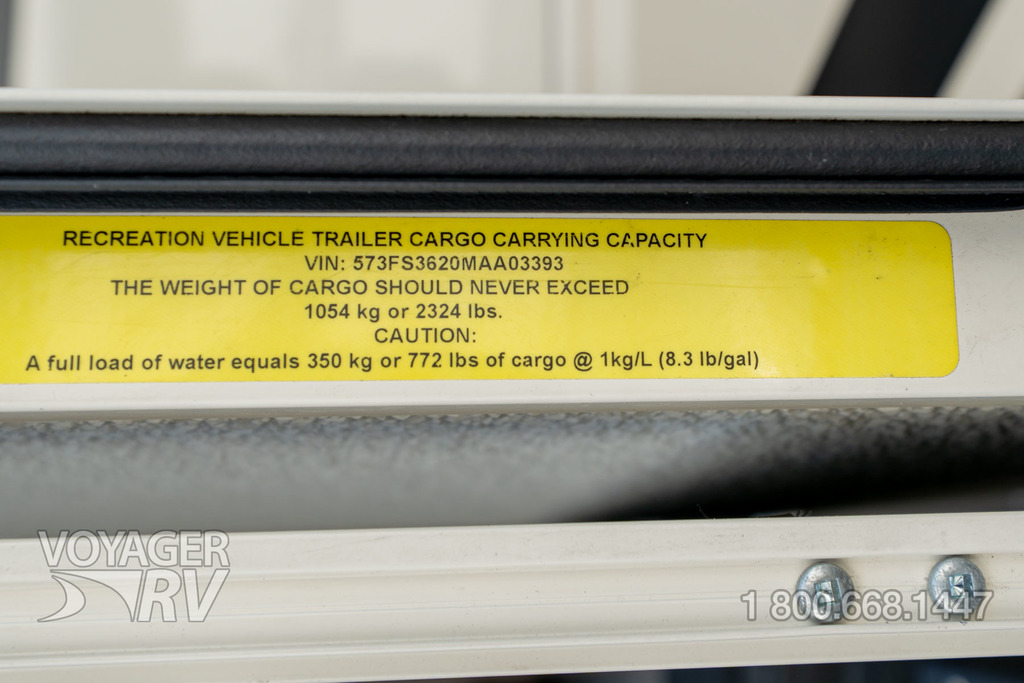 RECREATION VEHICLE TRAILER CARGO CARRYING CAPACITY
VIN: 573FS3620MAA03393
THE WEIGHT OF CARGO SHOULD NEVER EXCEED
1054 kg or 2324 lbs.
CAUTION:
A full load of water equals 350 kg or 772 lbs of cargo @ 1kg/L (8.3 lb/gal)
VOYAGER
RV
1 800.668.1447